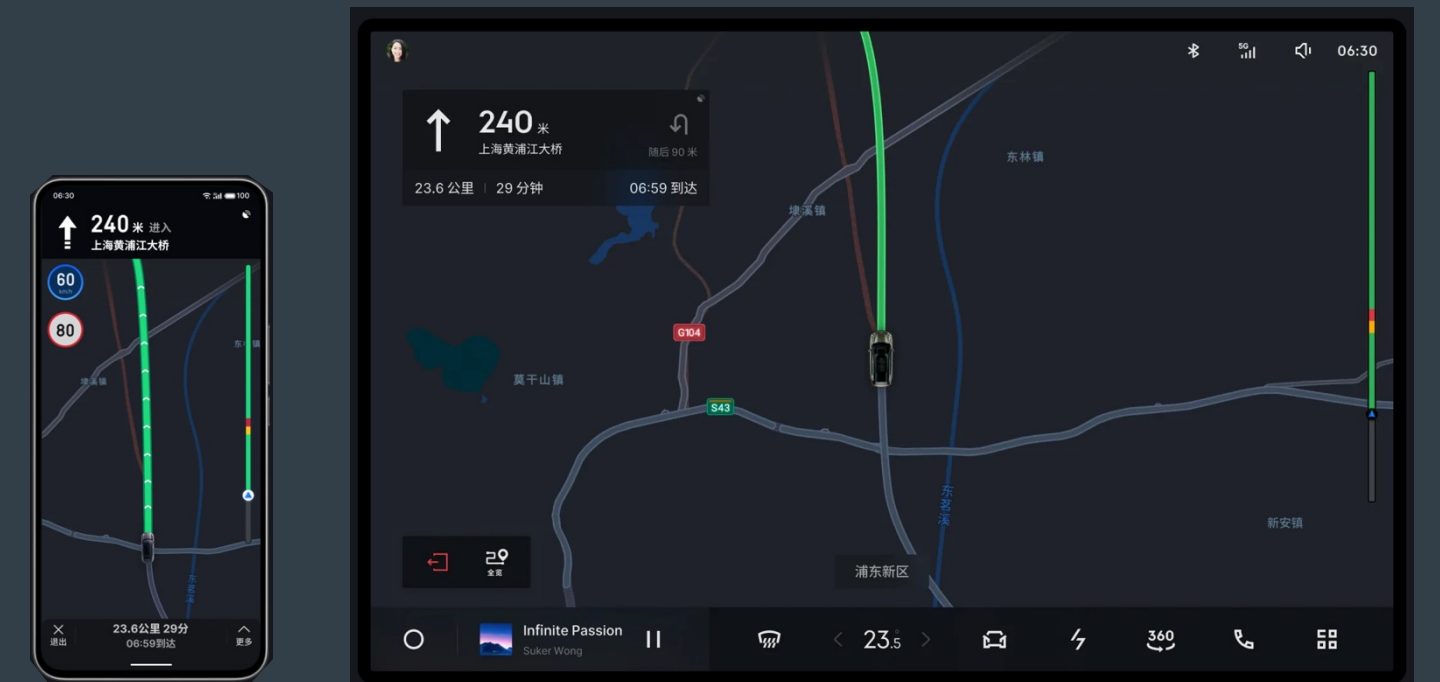 06:30
100
240 米 进入
上海黄浦江大桥
60
km/h
80
埭溪镇
东 镇
东苕溪
退出
23.6公里 29分
06:59到达
更多
5G
06:30
240 米
上海黄浦江大桥
随后 90 米
23.6 公里 29 分钟
06:59 到达
东林镇
埭溪镇
G104
莫干山镇
S43
东苕溪
新安镇
浦东新区
全览
Infinite Passion
Suker Wong
23.5
360